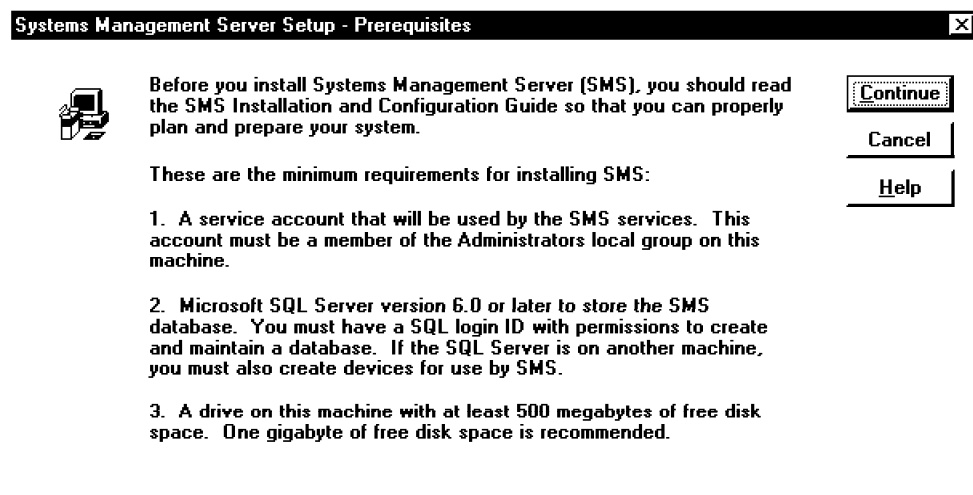 Systems Management Server Setup - Prerequisites
Before you install Systems Management Server (SMS), you should read
the SMS Installation and Configuration Guide so that you can properly
plan and prepare your system.
Continue
Cancel
Help
These are the minimum requirements for installing SMS:
1. A service account that will be used by the SMS services. This
account must be a member of the Administrators local group on this
machine.
2. Microsoft SQL Server version 6.0 or later to store the SMS
database. You must have a SQL login ID with permissions to create
and maintain a database. If the SQL Server is on another machine,
you must also create devices for use by SMS.
3. A drive on this machine with at least 500 megabytes of free disk
space. One gigabyte of free disk space is recommended.